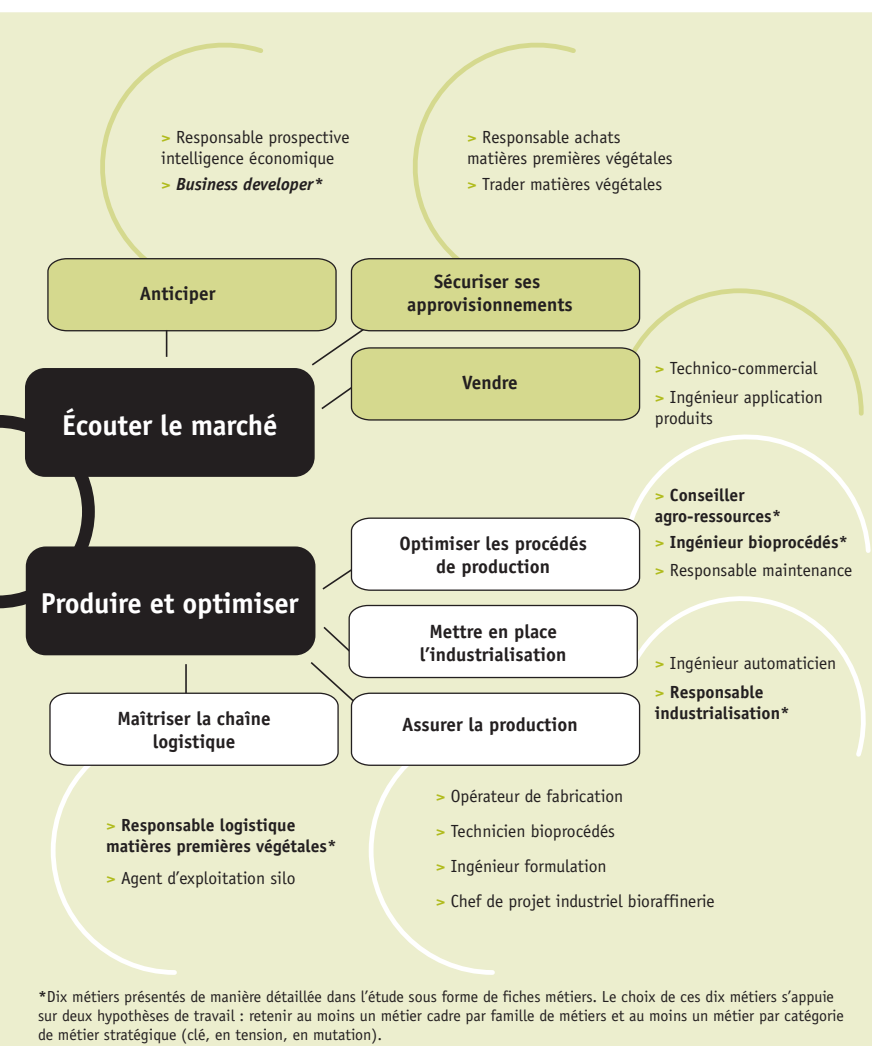 > Responsable prospective
intelligence économique
> Business developer*
> Responsable achats
matières premières végétales
> Trader matières végétales
Anticiper
Sécuriser ses
approvisionnements
Vendre
> Technico-commercial
> Ingénieur application
produits
Écouter le marché
> Conseiller
agro-ressources*
> Ingénieur bioprocédés*
> Responsable maintenance
Optimiser les procédés
de production
Produire et optimiser
Mettre en place
l'industrialisation
> Ingénieur automaticien
> Responsable
industrialisation*
Maîtriser la chaîne
logistique
Assurer la production
> Responsable logistique
matières premières végétales*
> Agent d'exploitation silo
> Opérateur de fabrication
> Technicien bioprocédés
> Ingénieur formulation
> Chef de projet industriel bioraffinerie
*Dix métiers présentés de manière détaillée dans l'étude sous forme de fiches métiers. Le choix de ces dix métiers s'appuie
sur deux hypothèses de travail : retenir au moins un métier cadre par famille de métiers et au moins un métier par catégorie
de métier stratégique (clé, en tension, en mutation).